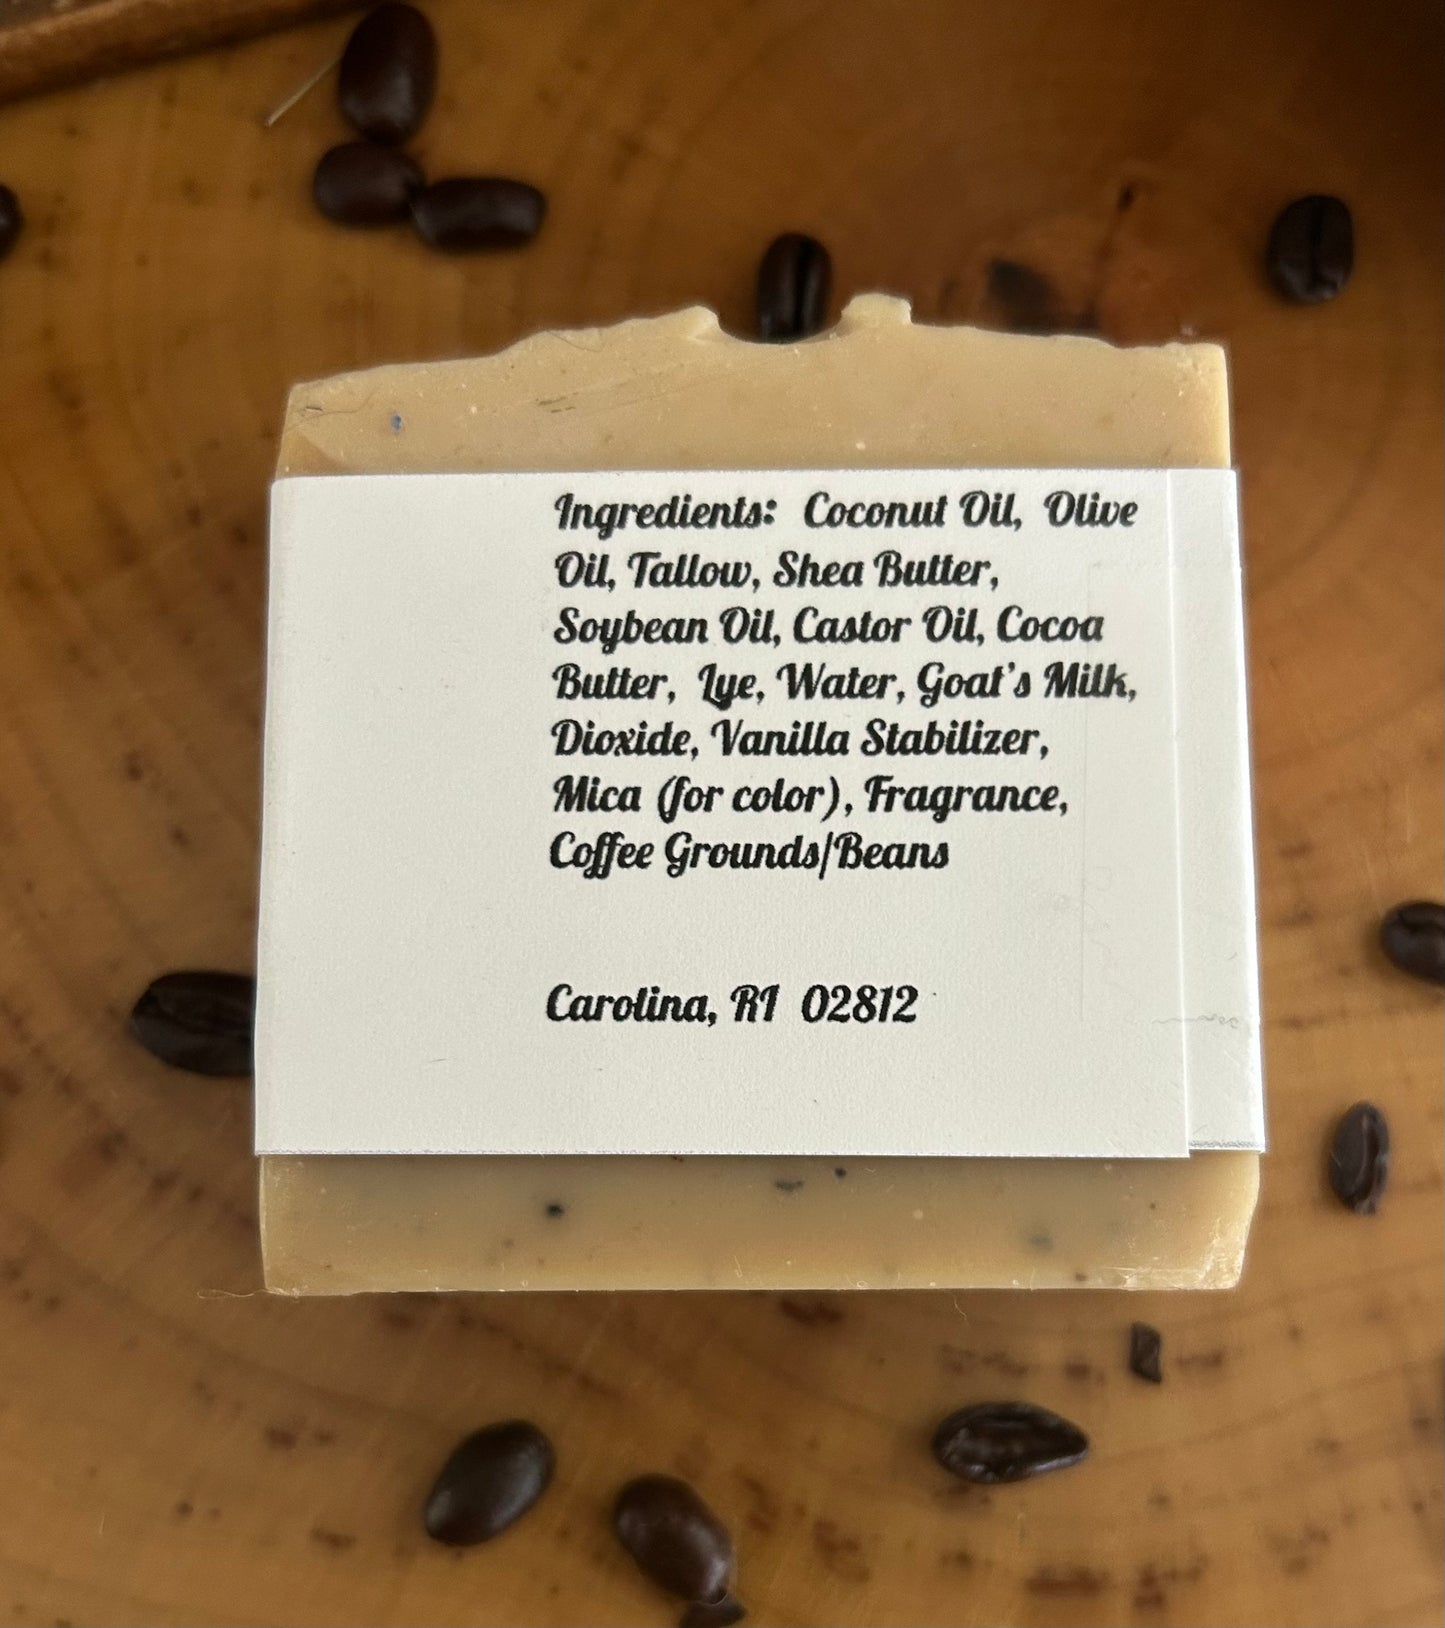 Ingredients: Coconut Oil, Olive
Oil, Tallow, Shea Butter,
Soybean Oil, Castor Oil, Cocoa
Butter, Lye, Water, Goat's Milk,
Dioxide, Vanilla Stabilizer,
Mica (for color), Fragrance,
Coffee Grounds/Beans
Carolina, RI 02812